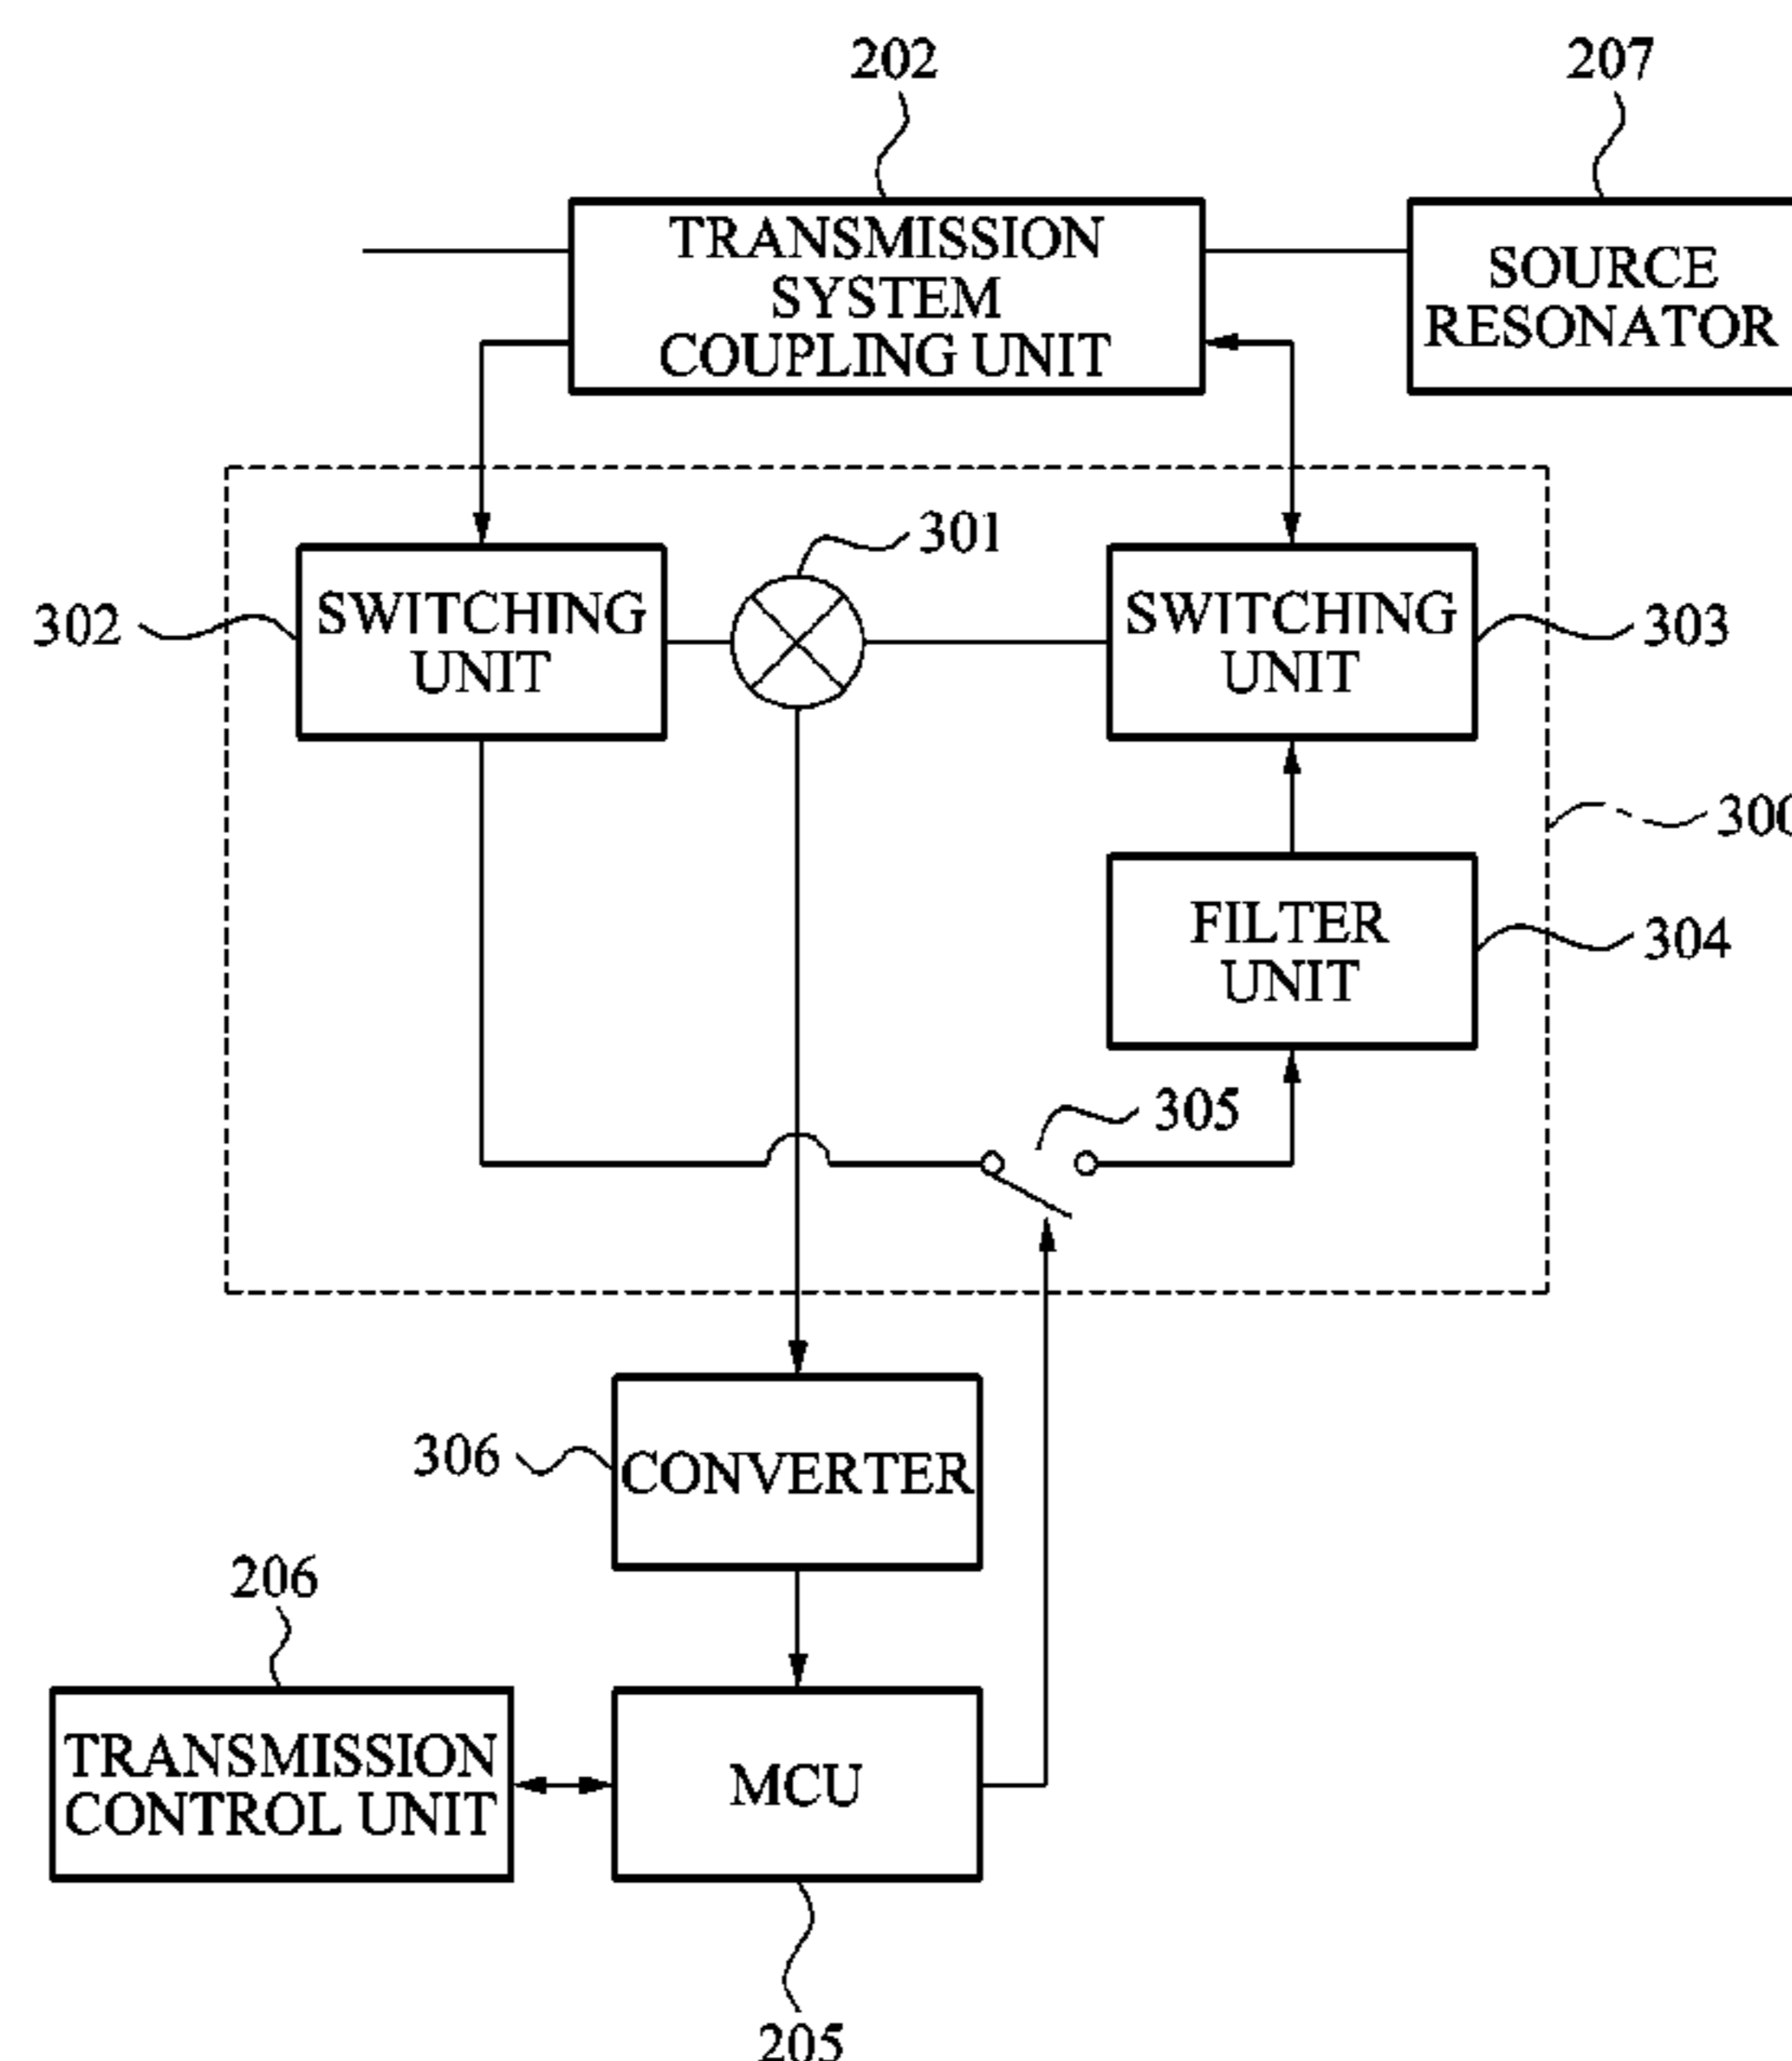 202
207
TRANSMISSION
SYSTEM
COUPLING UNIT
SOURCE
RESONATOR
301
302
SWITCHING
UNIT
SWITCHING
UNIT
303
300
FILTER
UNIT
304
305
306
CONVERTER
206
TRANSMISSION
CONTROL UNIT
MCU
205